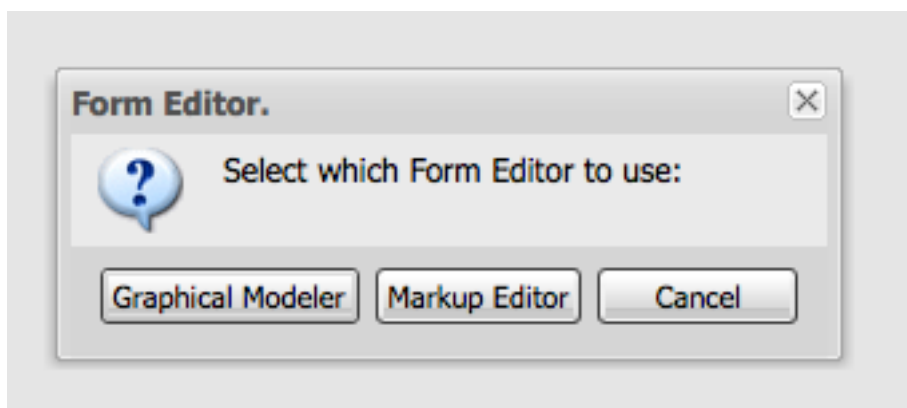 Form Editor.
Select which Form Editor to use:
Graphical Modeler Markup Editor Cancel